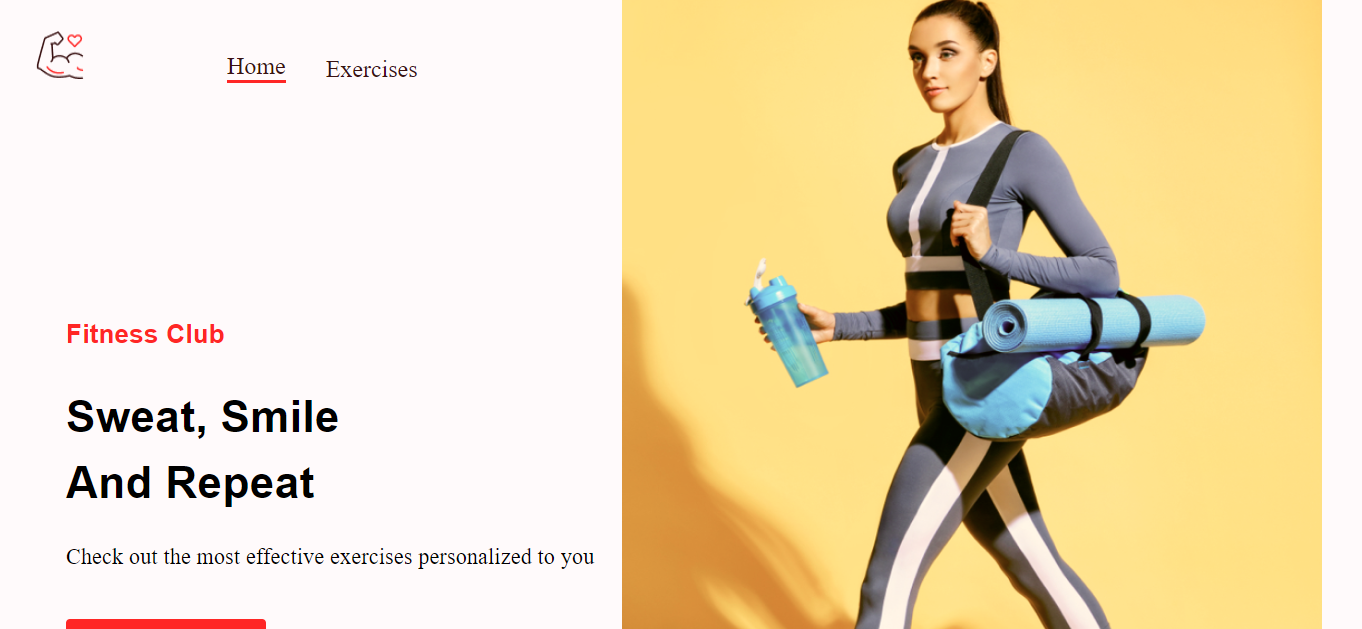 Home
Exercises
Fitness Club
Sweat, Smile
And Repeat
Check out the most effective exercises personalized to you